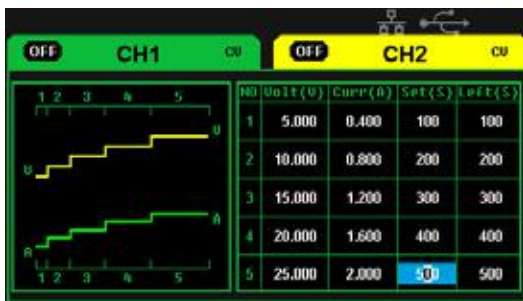 OFF CH1 CV OFF CH2 CV
1 2 3 4 5
V
V
A
A
1 2 3 4 5
NO Volt(V) Curr(A) Set(S) Left(S)
1 5.000 0.400 100 100
2 10.000 0.800 200 200
3 15.000 1.200 300 300
4 20.000 1.600 400 400
5 25.000 2.000 500 500